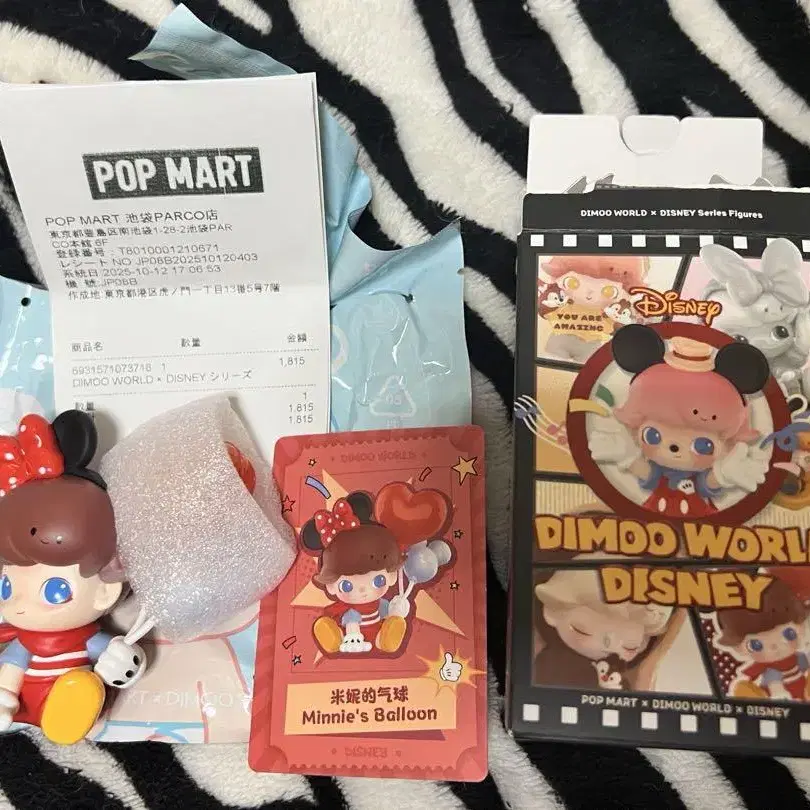 POP MART
POP MART 池袋PARCO店
東京都豊島区南池袋1-28-2池袋PAR
CO本館 6F
登録番号 : T8010001210671
レシート NO.JP08B202510120403
系統日 2025-10-12 17:06:53
機 號:JP08B
作成地:東京都港区虎ノ門一丁目13番5号7階
商品名 数量 金額
6931571073718 1 1,815
DIMOO WORLD × DISNEY シリーズ
数量 1
1,815
1,815
DIMOO WORLD
米妮的气球
Minnie's Balloon
DISNEY
DIMOO WORLD × DISNEY Series Figures
YOU ARE
AMAZING
Disney
DIMOO WORL
DISNEY
POP MART × DIMOO WORLD × DISNEY